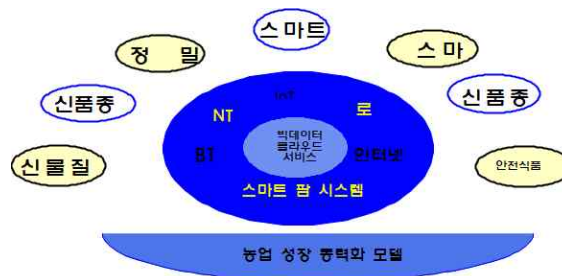 스마트
정 밀
스 마
신품종
신품종
NT
로
빅데이터
클라우드
서비스
BT
인터넷
신물질
안전식품
스마트 팜 시스템
농업 성장 동력화 모델